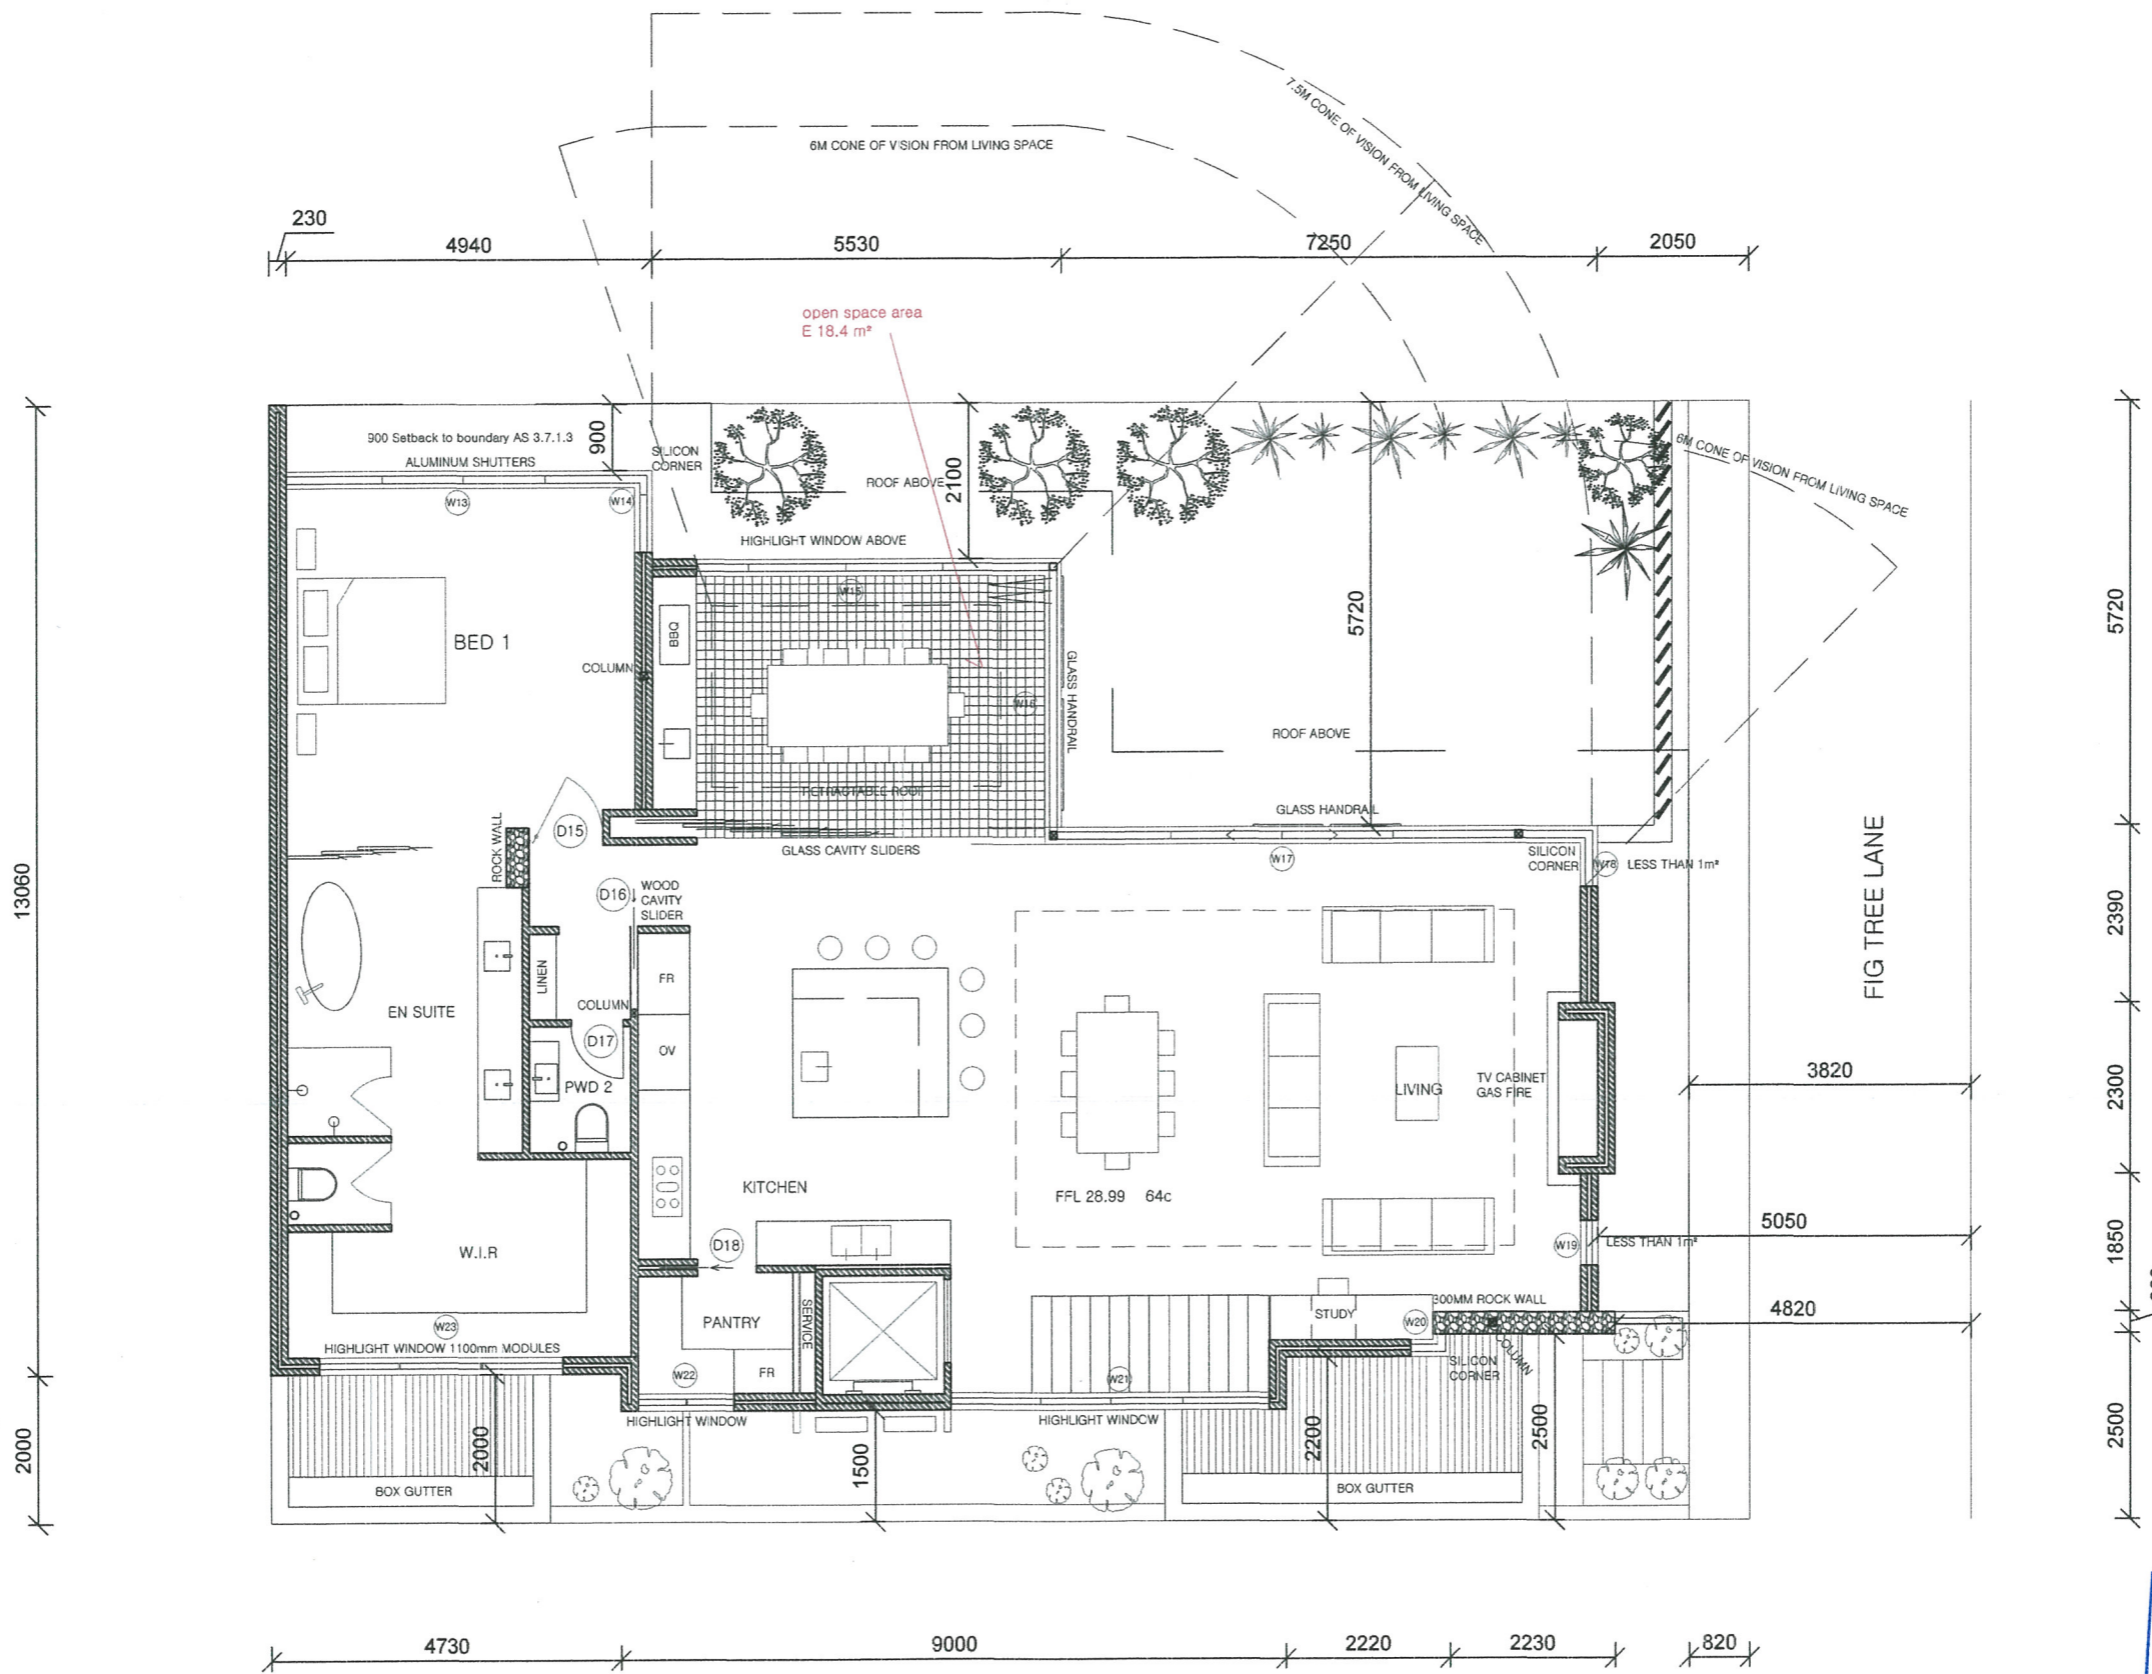 7.5M CONE OF VISION FROM LIVING SPACE
6M CONE OF VISION FROM LIVING SPACE
230
4940
5530
7250
2050
open space area
E 18.4 m²
900 Setback to boundary AS 3.7.1.3
ALUMINUM SHUTTERS
900
SILICON
CORNER
ROOF ABOVE
2100
6M CONE OF VISION FROM LIVING SPACE
W13
W14
HIGHLIGHT WINDOW ABOVE
W15
BED 1
BBQ
COLUMN
W16
GLASS HANDRAIL
5720
5720
ROOF ABOVE
RETRACTABLE ROOF
GLASS HANDRAIL
ROCK WALL
D15
GLASS CAVITY SLIDERS
W17
SILICON
CORNER
W18
LESS THAN 1m²
FIG TREE LANE
13060
D16
WOOD
CAVITY
SLIDER
2390
LINEN
FR
EN SUITE
COLUMN
D17
OV
PWD 2
LIVING
TV CABINET
GAS FIRE
3820
2300
KITCHEN
FFL 28.99 64c
5050
D18
W.I.R
W19
LESS THAN 1m²
1850
300MM ROCK WALL
4820
PANTRY
SERVICE
STUDY
W20
W23
HIGHLIGHT WINDOW 1100mm MODULES
COLUMN
SILICON
CORNER
W22
FR
W21
HIGHLIGHT WINDOW
HIGHLIGHT WINDOW
2000
2000
1500
2200
2500
2500
BOX GUTTER
BOX GUTTER
4730
9000
2220
2230
820